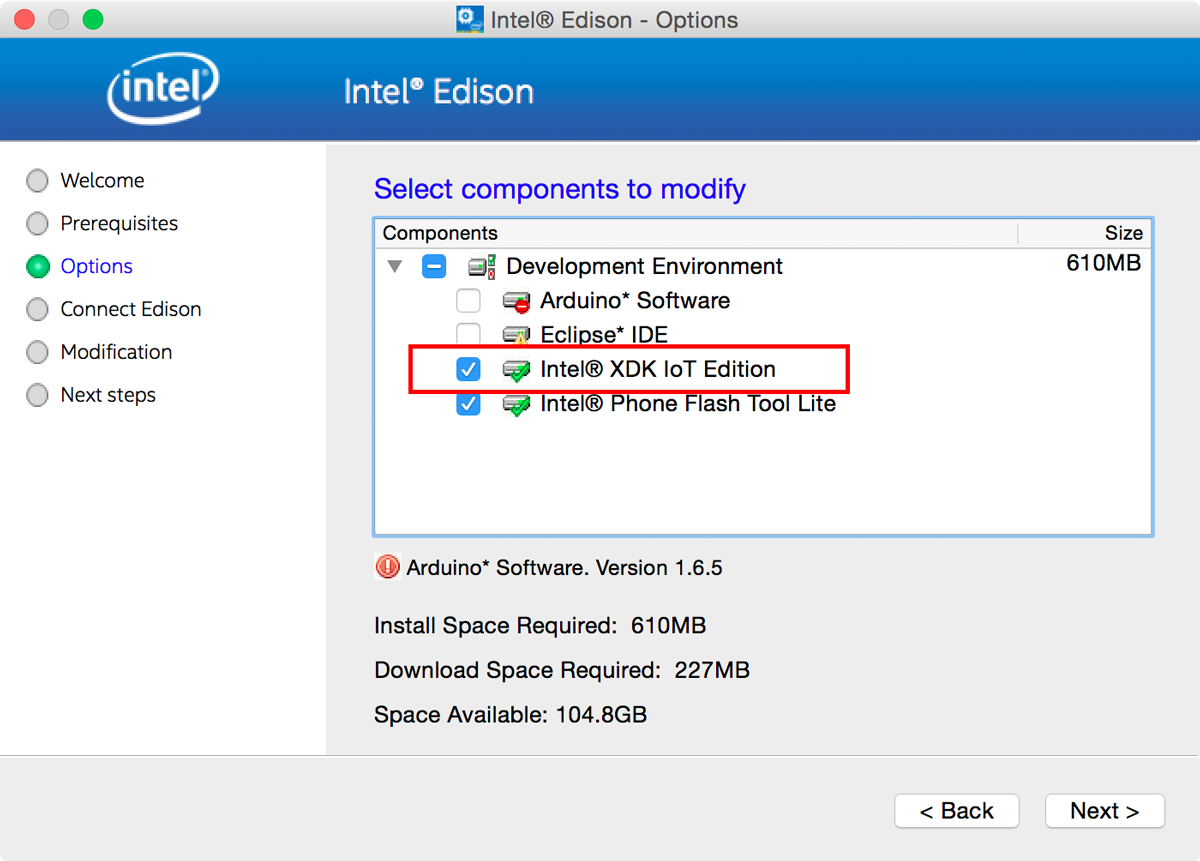 Intel® Edison - Options
intel®
Intel® Edison
Welcome
Prerequisites
Options
Connect Edison
Modification
Next steps
Select components to modify
Components Size
Development Environment 610MB
Arduino* Software
Eclipse* IDE
Intel® XDK IoT Edition
Intel® Phone Flash Tool Lite
Arduino* Software. Version 1.6.5
Install Space Required: 610MB
Download Space Required: 227MB
Space Available: 104.8GB
< Back Next >